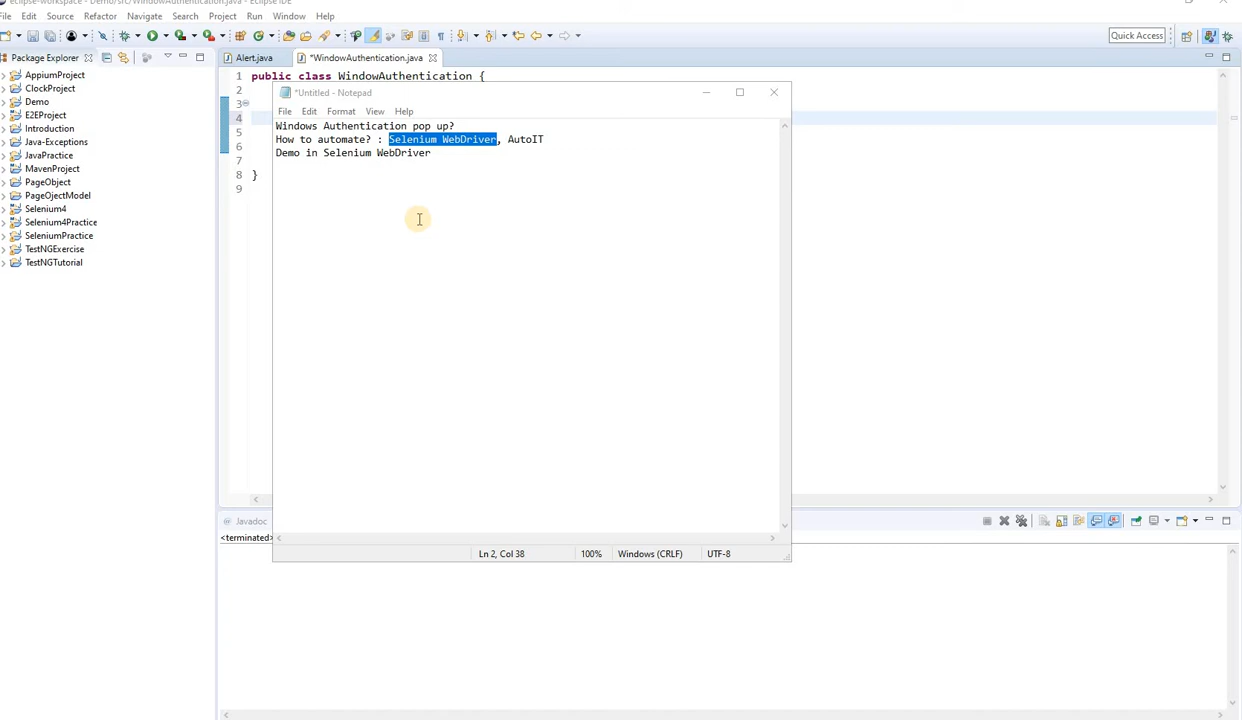 eclipse-workspace - Demo/src/WindowAuthentication.java - Eclipse IDE
File Edit Source Refactor Navigate Search Project Run Window Help
Quick Access
Package Explorer
Alert.java
*WindowAuthentication.java
AppiumProject
ClockProject
Demo
E2EProject
Introduction
Java-Exceptions
JavaPractice
MavenProject
PageObject
PageOjectModel
Selenium4
Selenium4Practice
SeleniumPractice
TestNGExercise
TestNGTutorial
1 public class WindowAuthentication {
2
3
4
5
6
7
8 }
9
*Untitled - Notepad
File Edit Format View Help
Windows Authentication pop up?
How to automate? : Selenium WebDriver, AutoIT
Demo in Selenium WebDriver
Ln 2, Col 38 100% Windows (CRLF) UTF-8
@ Javadoc
<terminated>